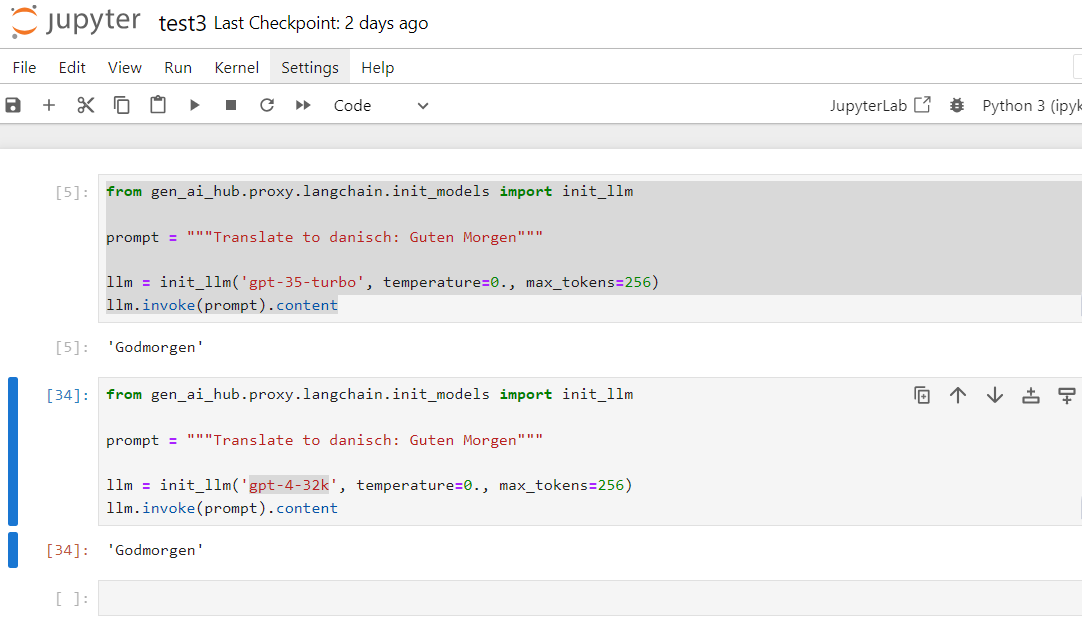 jupyter test3 Last Checkpoint: 2 days ago
File Edit View Run Kernel Settings Help
Code JupyterLab Python 3 (ipyk
[5]: from gen_ai_hub.proxy.langchain.init_models import init_llm
prompt = """Translate to danisch: Guten Morgen"""
llm = init_llm('gpt-35-turbo', temperature=0., max_tokens=256)
llm.invoke(prompt).content
[5]: 'Godmorgen'
[34]: from gen_ai_hub.proxy.langchain.init_models import init_llm
prompt = """Translate to danisch: Guten Morgen"""
llm = init_llm('gpt-4-32k', temperature=0., max_tokens=256)
llm.invoke(prompt).content
[34]: 'Godmorgen'
[ ]: